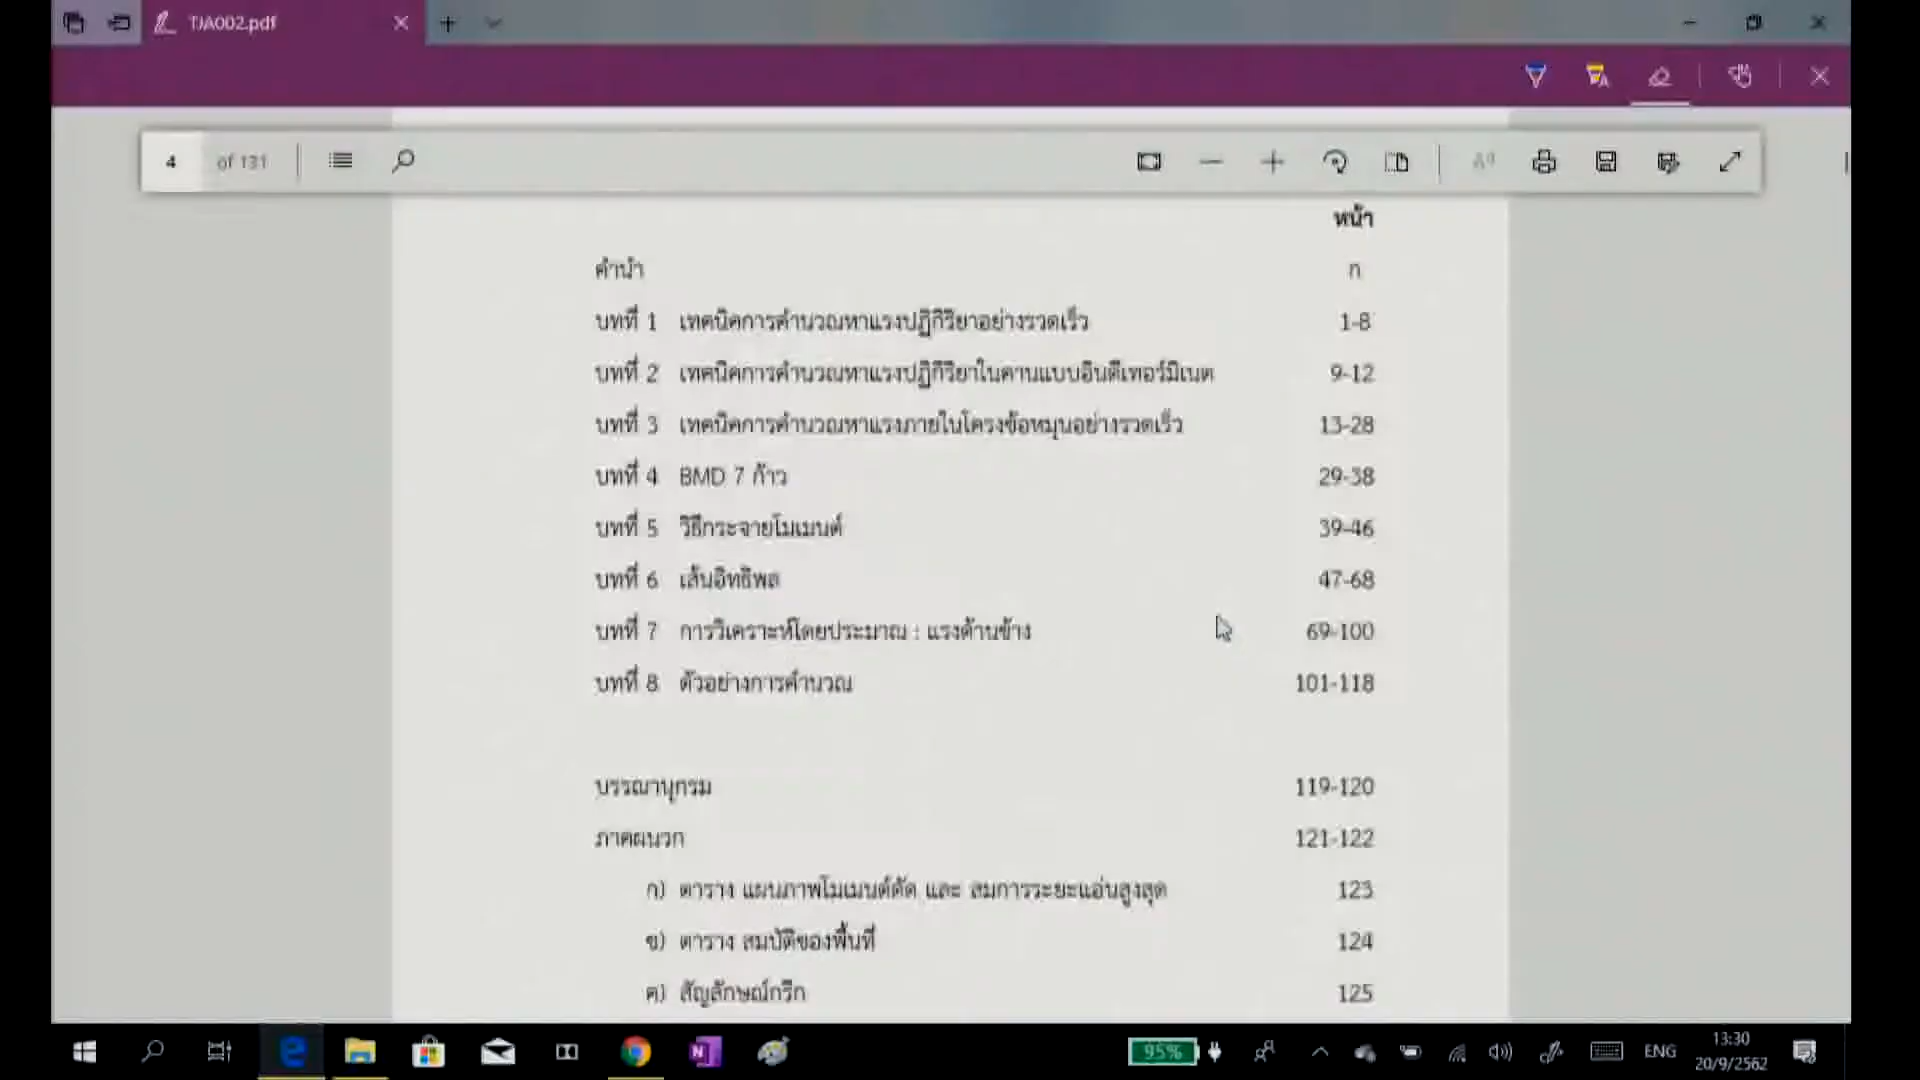 TJA002.pdf
4 of 131
หน้า
คำนำ ก
บทที่ 1 เทคนิคการคำนวณหาแรงปฏิกิริยาอย่างรวดเร็ว 1-8
บทที่ 2 เทคนิคการคำนวณหาแรงปฏิกิริยาในคานแบบอินดีเทอร์มิเนต 9-12
บทที่ 3 เทคนิคการคำนวณหาแรงภายในโครงข้อหมุนอย่างรวดเร็ว 13-28
บทที่ 4 BMD 7 ก้าว 29-38
บทที่ 5 วิธีกระจายโมเมนต์ 39-46
บทที่ 6 เส้นอิทธิพล 47-68
บทที่ 7 การวิเคราะห์โดยประมาณ : แรงด้านข้าง 69-100
บทที่ 8 ตัวอย่างการคำนวณ 101-118
บรรณานุกรม 119-120
ภาคผนวก 121-122
ก) ตาราง แผนภาพโมเมนต์ดัด และ สมการระยะแอ่นสูงสุด 123
ข) ตาราง สมบัติของพื้นที่ 124
ค) สัญลักษณ์กรีก 125
95%
ENG
13:30
20/9/2562